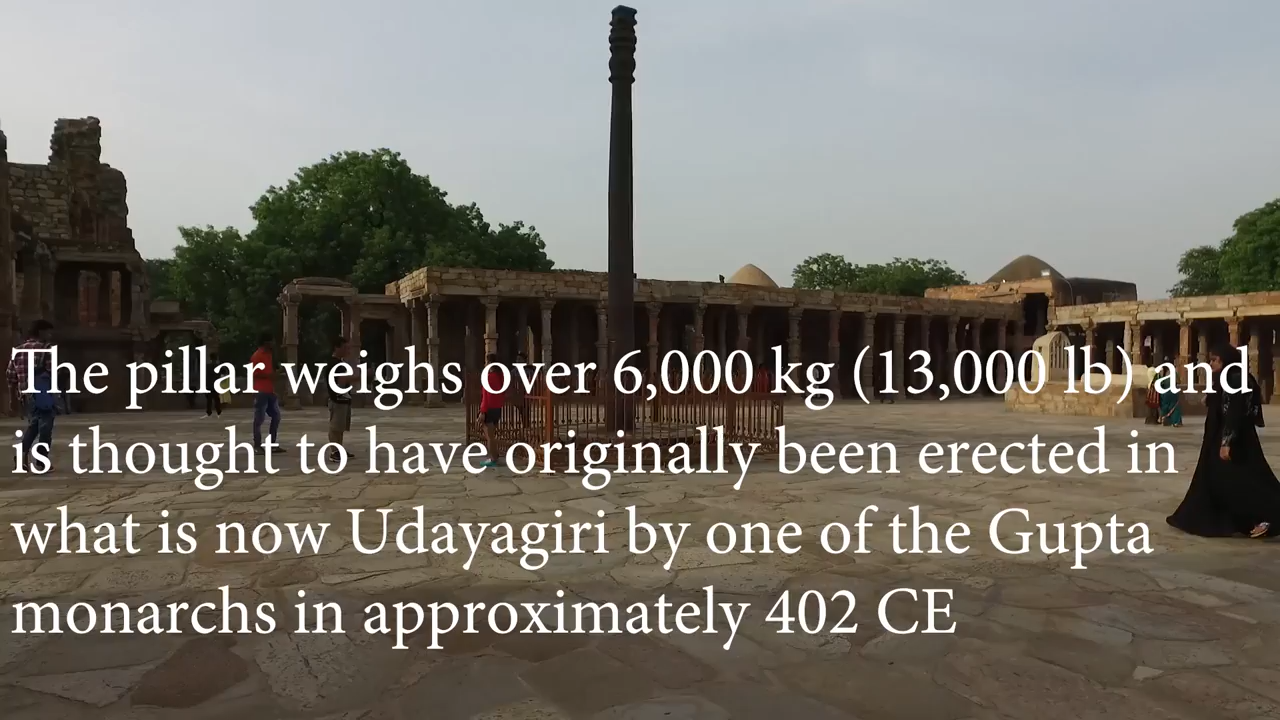 The pillar weighs over 6,000 kg (13,000 lb) and
is thought to have originally been erected in
what is now Udayagiri by one of the Gupta
monarchs in approximately 402 CE